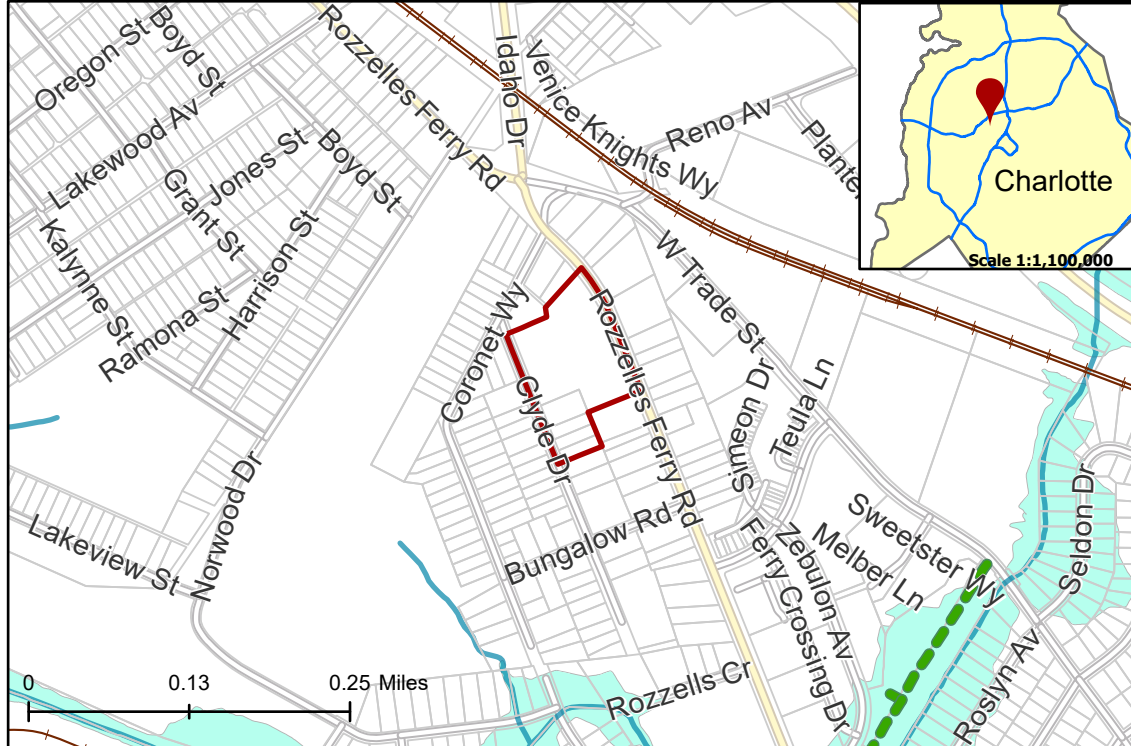 Oregon St
Boyd St
Rozzelles Ferry Rd
Idaho Dr
Venice Knights Wy
Reno Av
Plante
Charlotte
Scale 1:1,100,000
Lakewood Av
Jones St
Boyd St
Grant St
Harrison St
Kalynne St
Ramona St
W Trade St
Coronet Wy
Clyde Dr
Rozzelles Ferry Rd
Simeon Dr
Teula Ln
Lakeview St
Norwood Dr
Bungalow Rd
Sweetster Wy
Melber Ln
Zebulon Av
Ferry Crossing Dr
Seldon Dr
Roslyn Av
Rozzells Cr
0
0.13
0.25 Miles